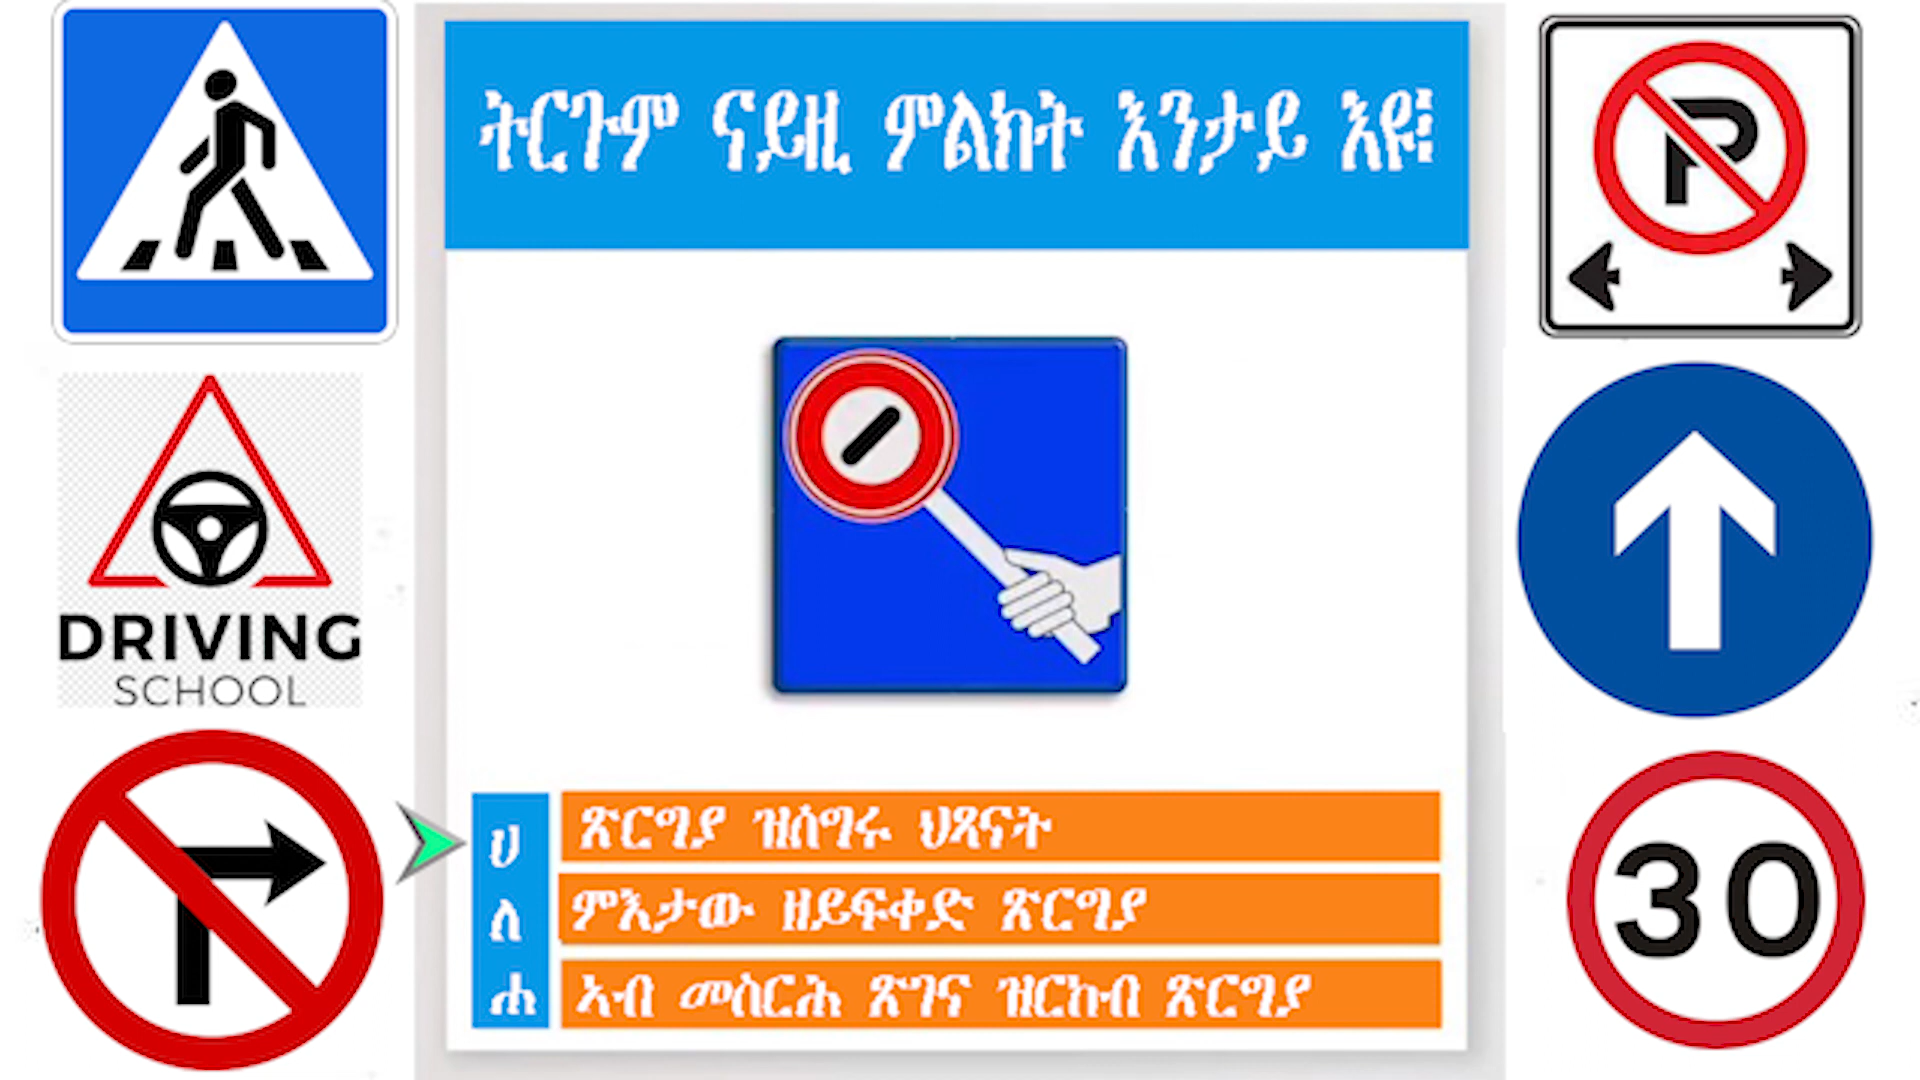 ትርጉም ናይዚ ምልክት እንታይ እዩ፧
P
DRIVING
SCHOOL
ሀ ጽርግያ ዝሰግሩ ህጻናት
ለ ምእታው ዘይፍቀድ ጽርግያ
ሐ ኣብ መስርሕ ጽገና ዝርከብ ጽርግያ
30